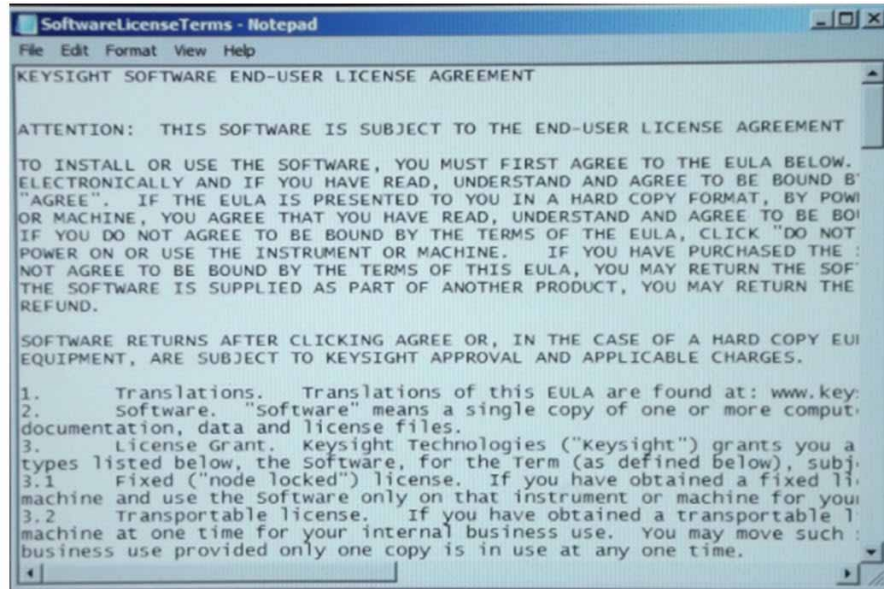 SoftwareLicenseTerms - Notepad
File Edit Format View Help
KEYSIGHT SOFTWARE END-USER LICENSE AGREEMENT
ATTENTION: THIS SOFTWARE IS SUBJECT TO THE END-USER LICENSE AGREEMENT
TO INSTALL OR USE THE SOFTWARE, YOU MUST FIRST AGREE TO THE EULA BELOW.
ELECTRONICALLY AND IF YOU HAVE READ, UNDERSTAND AND AGREE TO BE BOUND
"AGREE". IF THE EULA IS PRESENTED TO YOU IN A HARD COPY FORMAT, BY
OR MACHINE, YOU AGREE THAT YOU HAVE READ, UNDERSTAND AND AGREE TO BE
IF YOU DO NOT AGREE TO BE BOUND BY THE TERMS OF THE EULA, CLICK "DO NOT
POWER ON OR USE THE INSTRUMENT OR MACHINE. IF YOU HAVE PURCHASED THE
NOT AGREE TO BE BOUND BY THE TERMS OF THIS EULA, YOU MAY RETURN THE
THE SOFTWARE IS SUPPLIED AS PART OF ANOTHER PRODUCT, YOU MAY RETURN THE
REFUND.
SOFTWARE RETURNS AFTER CLICKING AGREE OR, IN THE CASE OF A HARD COPY
EQUIPMENT, ARE SUBJECT TO KEYSIGHT APPROVAL AND APPLICABLE CHARGES.
1. Translations. Translations of this EULA are found at: www.key
2. Software. "Software" means a single copy of one or more comput
documentation, data and license files.
3. License Grant. Keysight Technologies ("Keysight") grants you a
types listed below, the Software, for the Term (as defined below), subj
3.1 Fixed ("node locked") license. If you have obtained a fixed li
machine and use the Software only on that instrument or machine for your
3.2 Transportable license. If you have obtained a transportable l
machine at one time for your internal business use. You may move such
business use provided only one copy is in use at any one time.